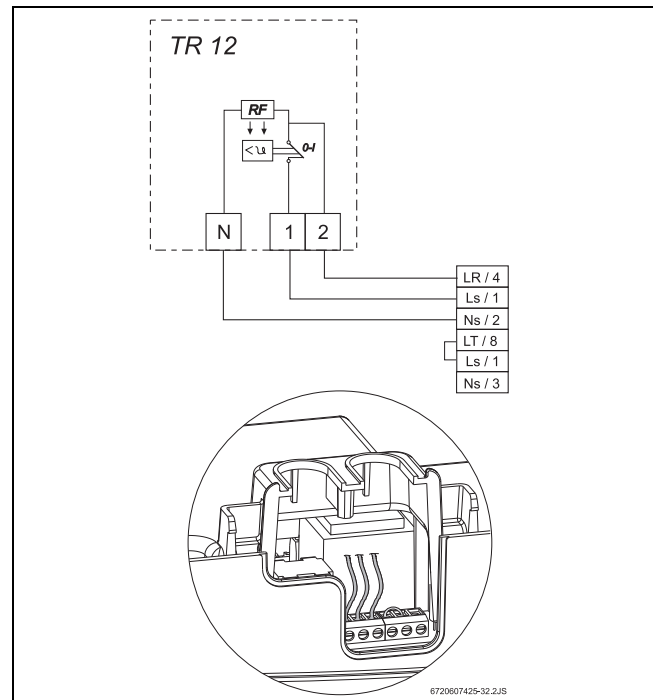 TR 12
RF
0-I
N 1 2
LR / 4
Ls / 1
Ns / 2
LT / 8
Ls / 1
Ns / 3
6720607425-32.2JS